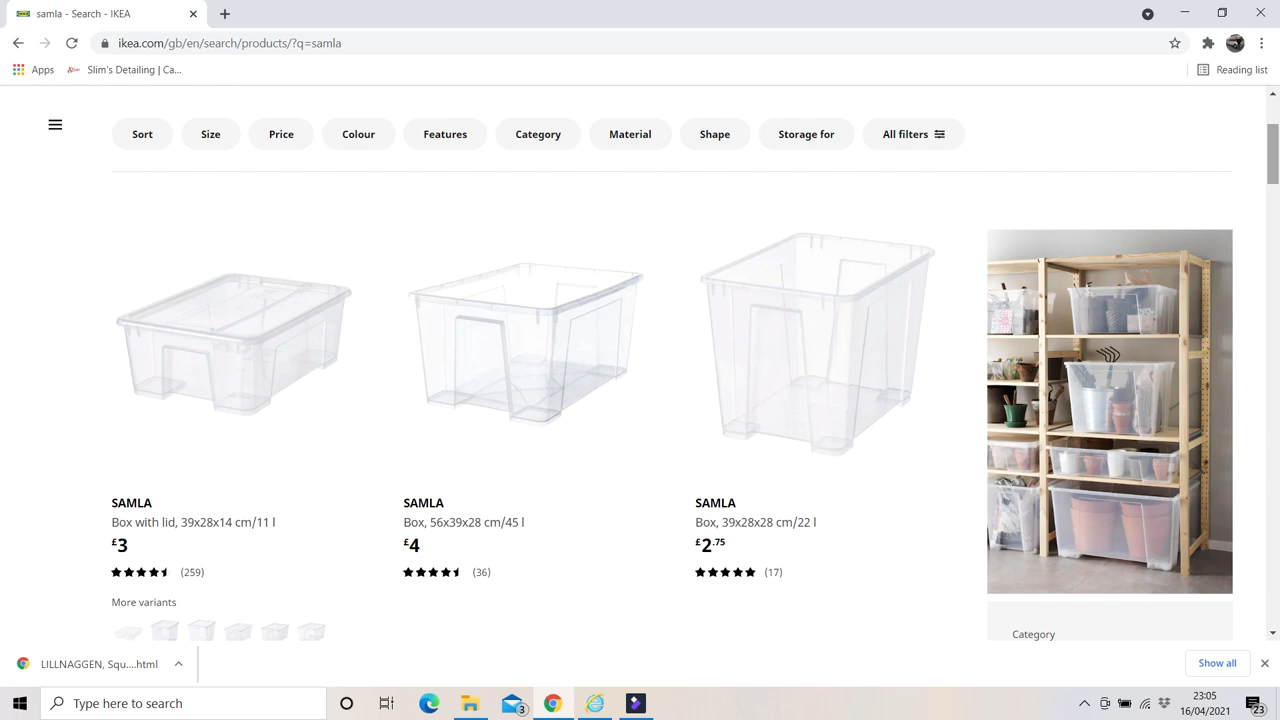 samla - Search - IKEA
ikea.com/gb/en/search/products/?q=samla
Apps
Slim's Detailing | Ca...
Reading list
Sort
Size
Price
Colour
Features
Category
Material
Shape
Storage for
All filters
SAMLA
Box with lid, 39x28x14 cm/11 l
£3
(259)
More variants
SAMLA
Box, 56x39x28 cm/45 l
£4
(36)
SAMLA
Box, 39x28x28 cm/22 l
£2.75
(17)
Category
LILLNAGGEN, Squ....html
Show all
Type here to search
3
23:05
16/04/2021
23